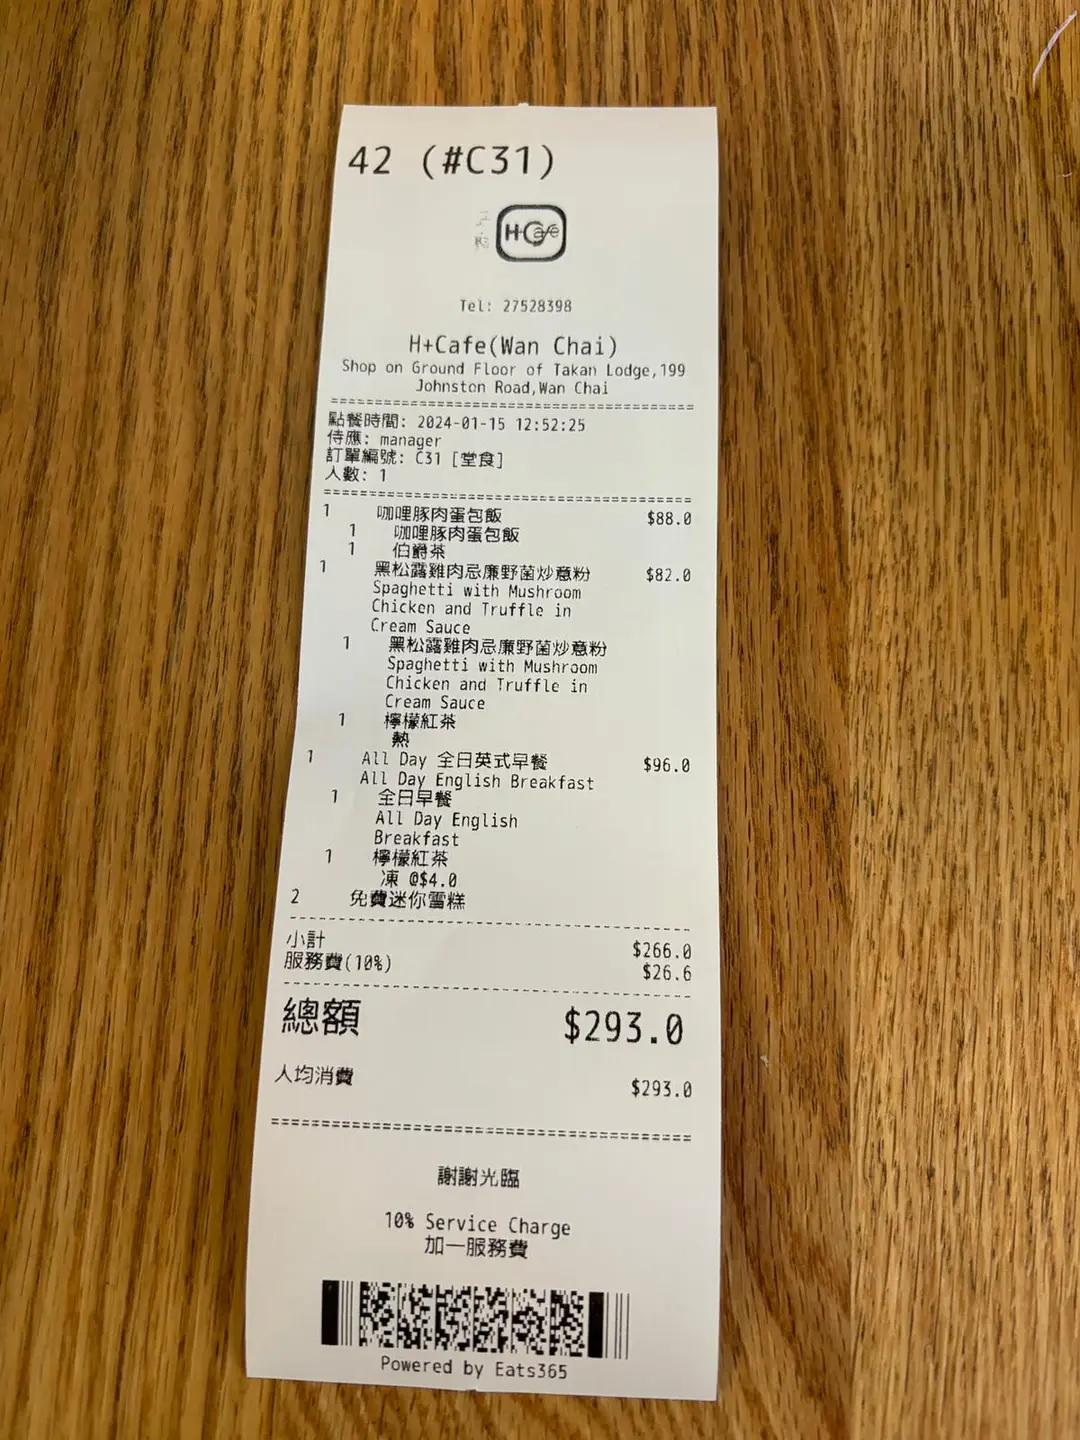 42 (#C31)
H+Cafe
Tel: 27528398
H+Cafe(Wan Chai)
Shop on Ground Floor of Takan Lodge,199
Johnston Road,Wan Chai
點餐時間: 2024-01-15 12:52:25
侍應: manager
訂單編號: C31 [堂食]
人數: 1
1 咖哩豚肉蛋包飯 $88.0
1 咖哩豚肉蛋包飯
1 伯爵茶
1 黑松露雞肉忌廉野菌炒意粉 $82.0
Spaghetti with Mushroom
Chicken and Truffle in
Cream Sauce
1 黑松露雞肉忌廉野菌炒意粉
Spaghetti with Mushroom
Chicken and Truffle in
Cream Sauce
1 檸檬紅茶
熱
1 All Day 全日英式早餐 $96.0
All Day English Breakfast
1 全日早餐
All Day English
Breakfast
1 檸檬紅茶
凍 @$4.0
2 免費迷你雪糕
小計 $266.0
服務費(10%) $26.6
總額 $293.0
人均消費 $293.0
謝謝光臨
10% Service Charge
加一服務費
Powered by Eats365